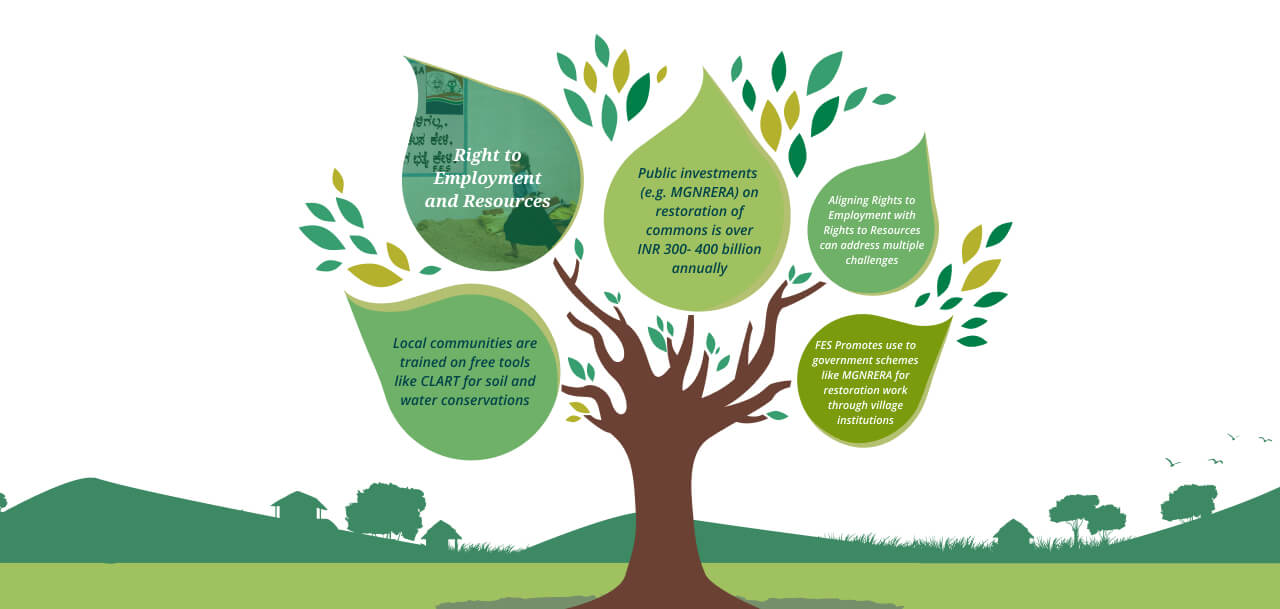 ಕೇಳಿ,
FES
Right to
Employment
and Resources
Public investments
(e.g. MGNRERA) on
restoration of
commons is over
INR 300- 400 billion
annually
Aligning Rights to
Employment with
Rights to Resources
can address multiple
challenges
Local communities are
trained on free tools
like CLART for soil and
water conservations
FES Promotes use to
government schemes
like MGNRERA for
restoration work
through village
institutions